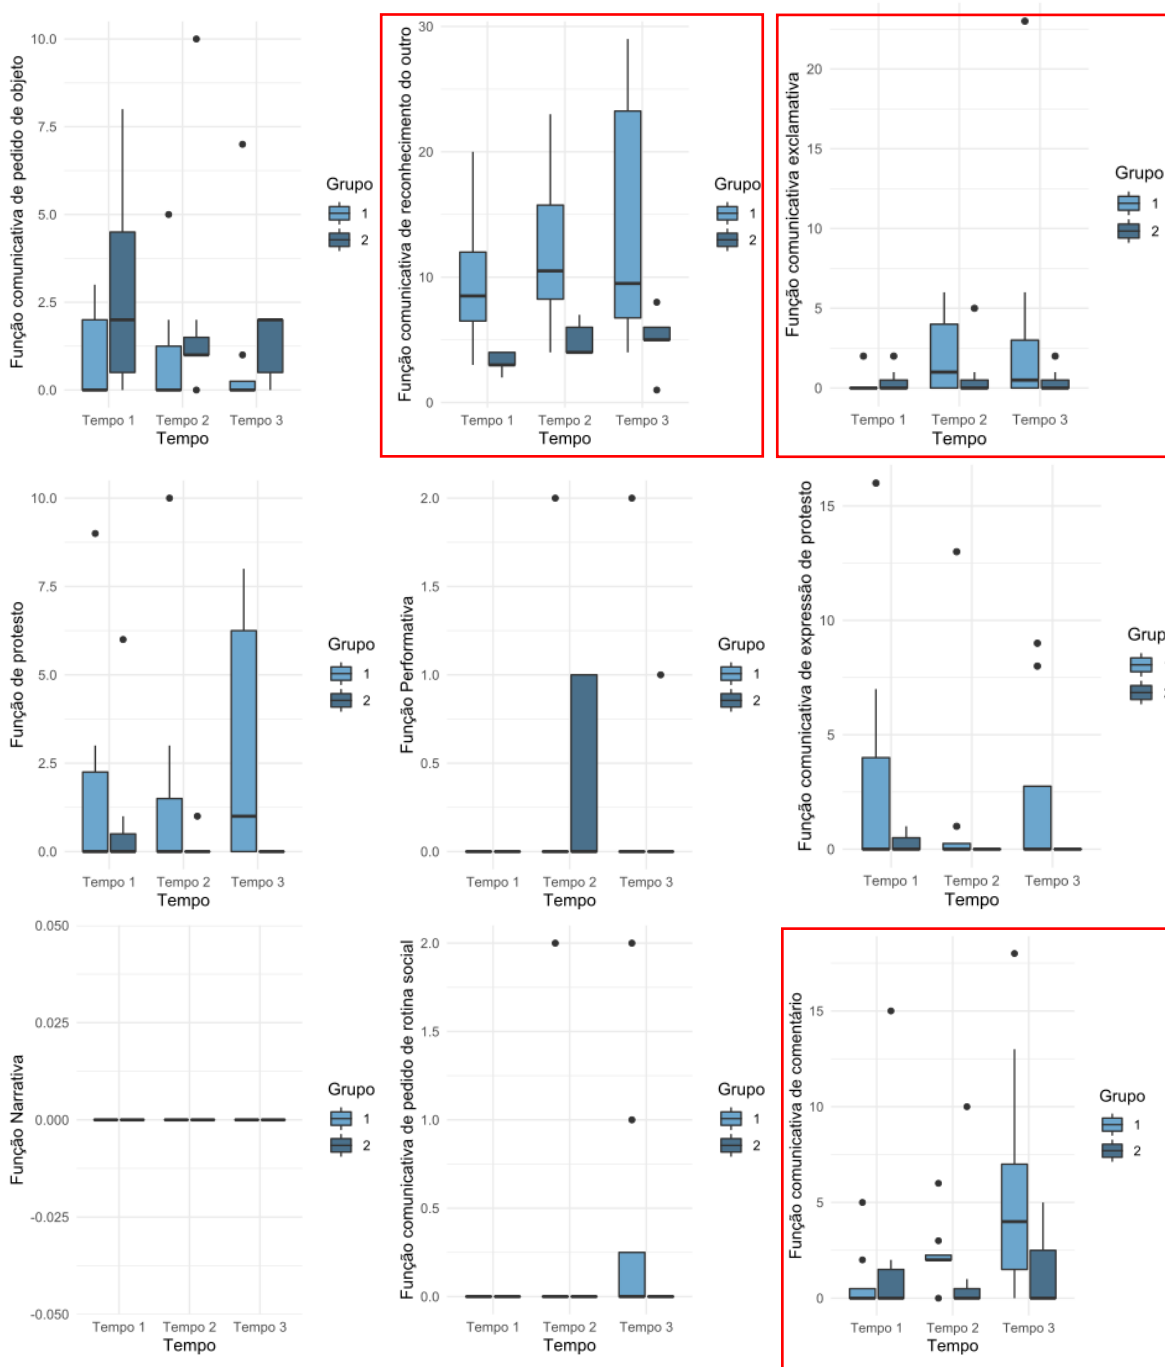 Função comunicativa de pedido de objeto
10.0
7.5
5.0
2.5
0.0
Tempo 1 Tempo 2 Tempo 3
Tempo
Grupo
1
2
Função comunicativa de reconhecimento do outro
30
20
10
0
Tempo 1 Tempo 2 Tempo 3
Tempo
Grupo
1
2
Função comunicativa exclamativa
20
15
10
5
0
Tempo 1 Tempo 2 Tempo 3
Tempo
Grupo
1
2
Função de protesto
10.0
7.5
5.0
2.5
0.0
Tempo 1 Tempo 2 Tempo 3
Tempo
Grupo
1
2
Função Performativa
2.0
1.5
1.0
0.5
0.0
Tempo 1 Tempo 2 Tempo 3
Tempo
Grupo
1
2
Função comunicativa de expressão de protesto
15
10
5
0
Tempo 1 Tempo 2 Tempo 3
Tempo
Função Narrativa
0.050
0.025
0.000
-0.025
-0.050
Tempo 1 Tempo 2 Tempo 3
Tempo
Grupo
1
2
Função comunicativa de pedido de rotina social
2.0
1.5
1.0
0.5
0.0
Tempo 1 Tempo 2 Tempo 3
Tempo
Grupo
1
2
Função comunicativa de comentário
15
10
5
0
Tempo 1 Tempo 2 Tempo 3
Tempo
Grupo
1
2